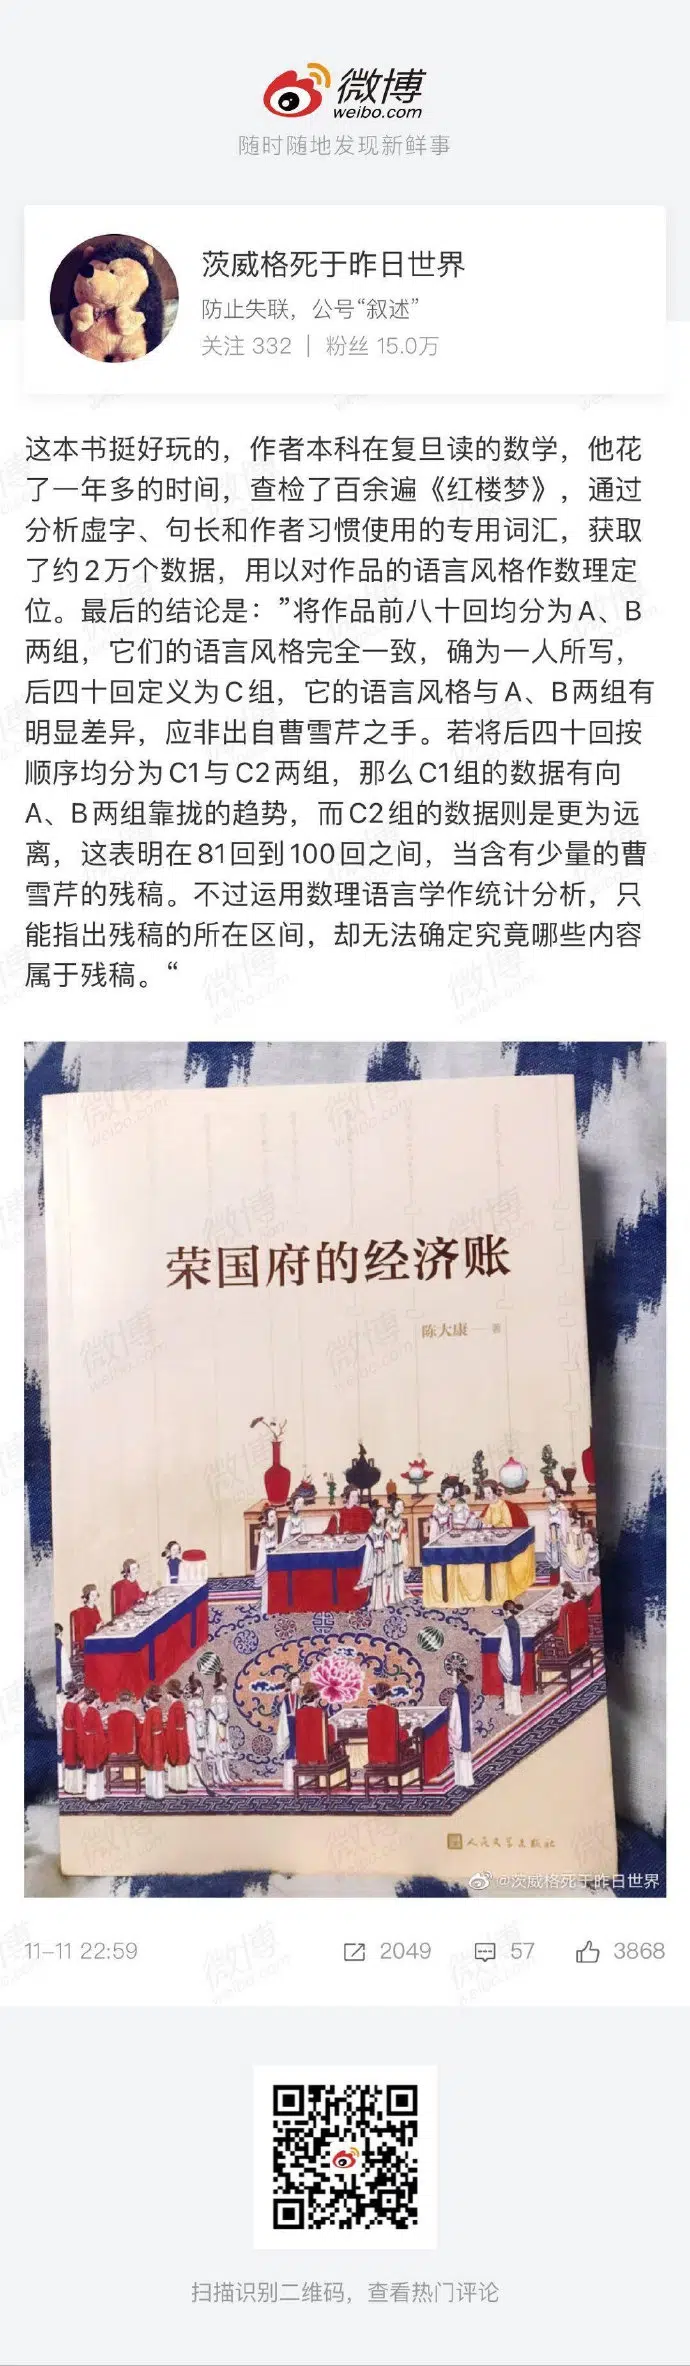 微博
weibo.com
随时随地发现新鲜事
茨威格死于昨日世界
防止失联，公号“叙述”
关注 332 | 粉丝 15.0万
这本书挺好玩的，作者本科在复旦读的数学，他花
了一年多的时间，查检了百余遍《红楼梦》，通过
分析虚字、句长和作者习惯使用的专用词汇，获取
了约2万个数据，用以对作品的语言风格作数理定
位。最后的结论是：”将作品前八十回均分为A、B
两组，它们的语言风格完全一致，确为一人所写，
后四十回定义为C组，它的语言风格与A、B两组有
明显差异，应非出自曹雪芹之手。若将后四十回按
顺序均分为C1与C2两组，那么C1组的数据有向
A、B两组靠拢的趋势，而C2组的数据则是更为远
离，这表明在81回到100回之间，当含有少量的曹
雪芹的残稿。不过运用数理语言学作统计分析，只
能指出残稿的所在区间，却无法确定究竟哪些内容
属于残稿。“
荣国府的经济账
陈大康 著
人民文学出版社
@茨威格死于昨日世界
11-11 22:59 2049 57 3868
扫描识别二维码，查看热门评论